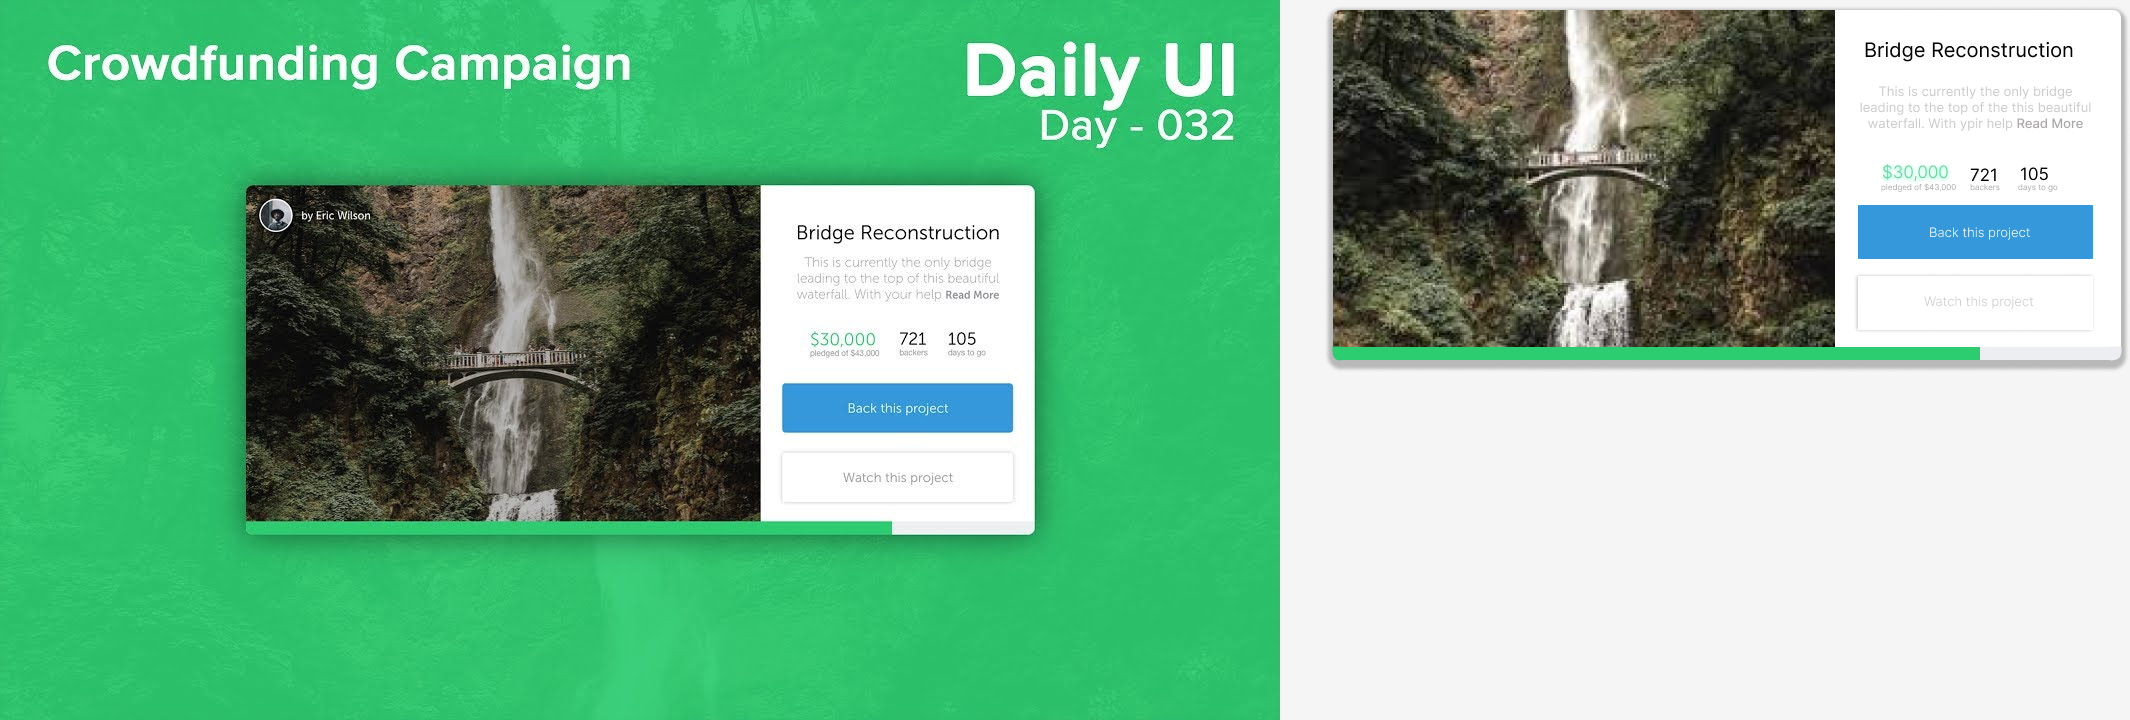 Crowdfunding Campaign
Daily UI
Day - 032
by Eric Wilson
Bridge Reconstruction
This is currently the only bridge
leading to the top of this beautiful
waterfall. With your help Read More
$30,000 721 105
pledged of $43,000 backers days to go
Back this project
Watch this project
Bridge Reconstruction
This is currently the only bridge
leading to the top of the this beautiful
waterfall. With ypir help Read More
$30,000 721 105
pledged of $43,000 backers days to go
Back this project
Watch this project